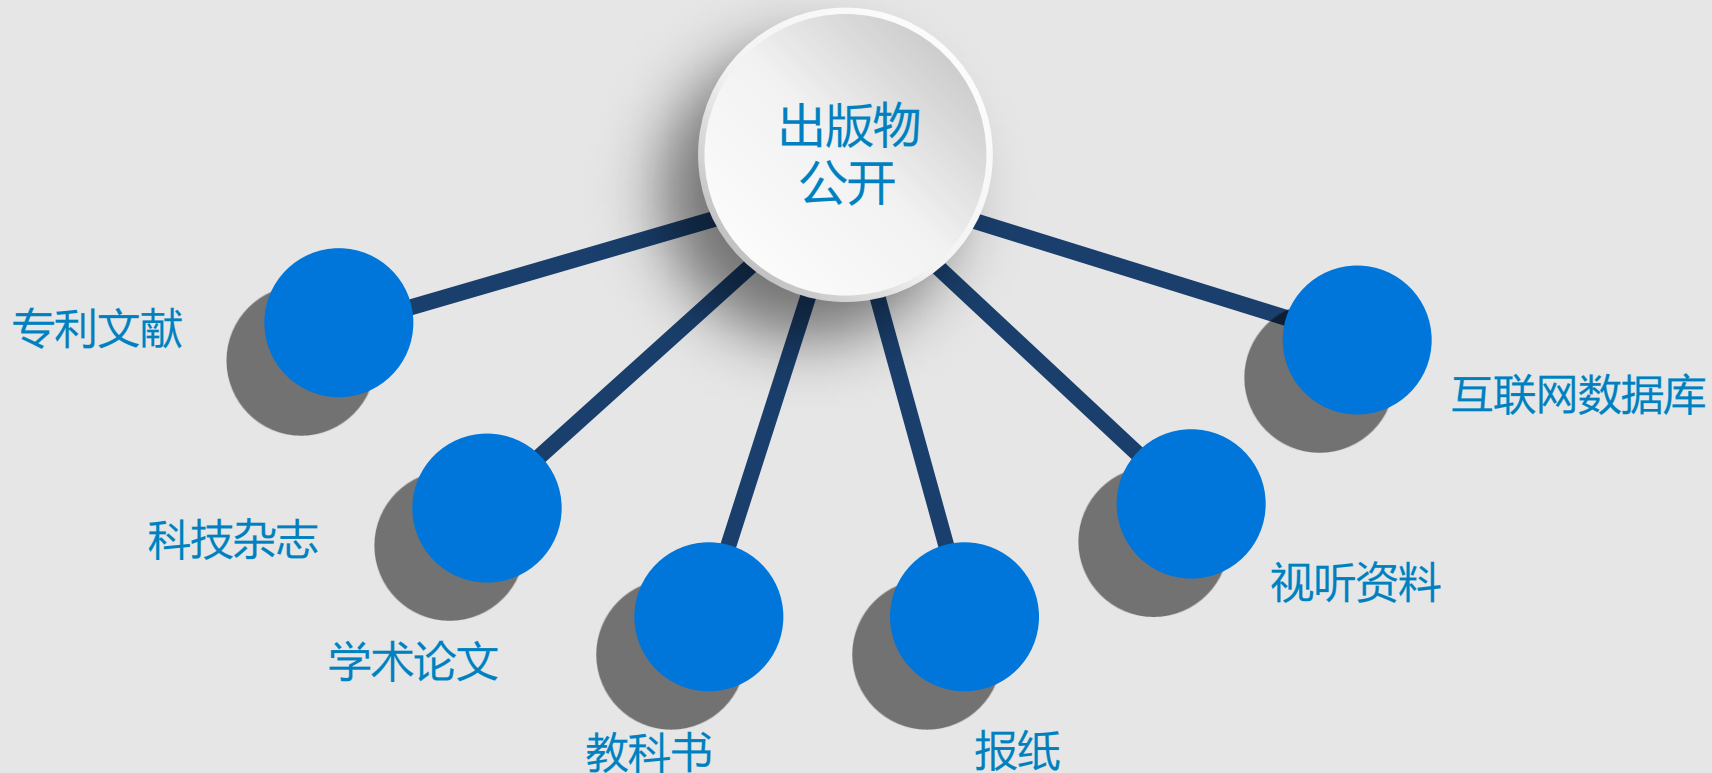 出版物
公开
专利文献
科技杂志
学术论文
教科书
报纸
视听资料
互联网数据库